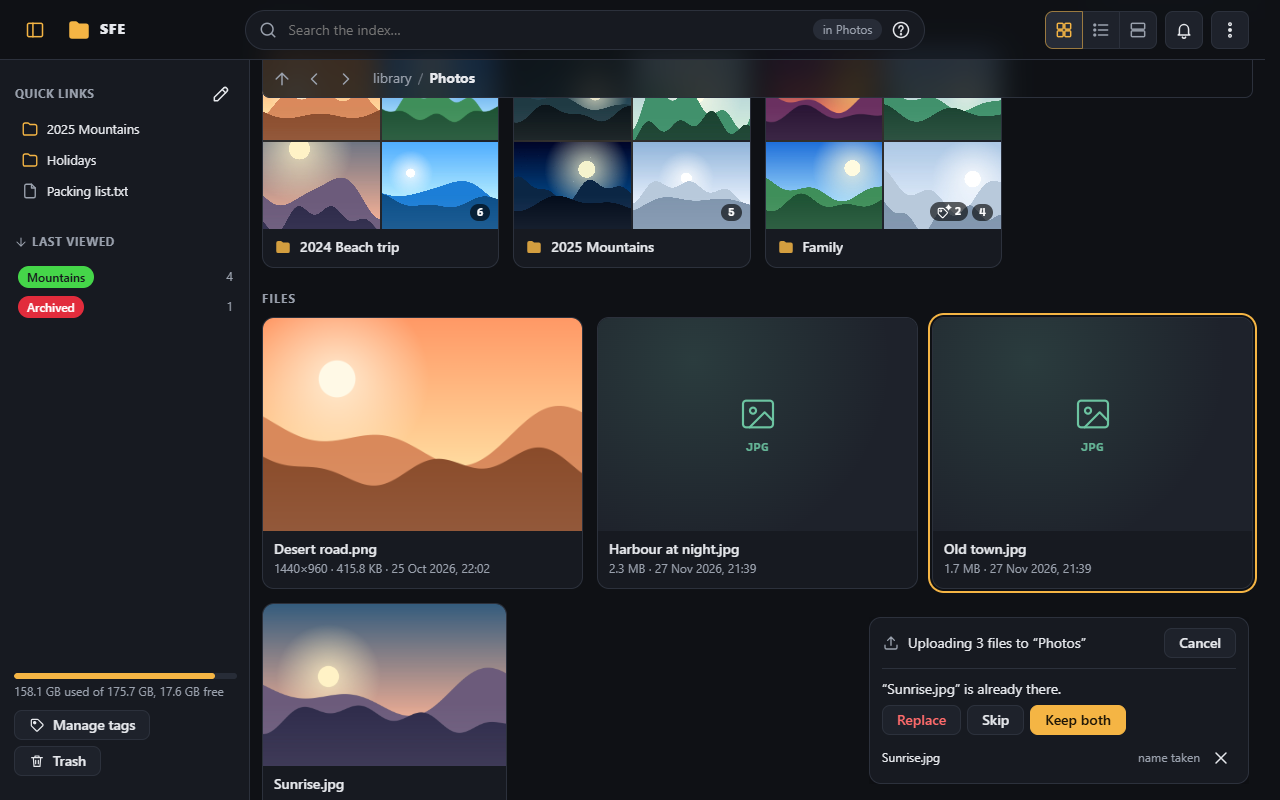 SFE
Search the index...
in Photos
QUICK LINKS
2025 Mountains
Holidays
Packing list.txt
↓ LAST VIEWED
Mountains 4
Archived 1
158.1 GB used of 175.7 GB, 17.6 GB free
Manage tags
Trash
library / Photos
6
5
2 4
2024 Beach trip
2025 Mountains
Family
FILES
JPG
JPG
Desert road.png
1440×960 · 415.8 KB · 25 Oct 2026, 22:02
Harbour at night.jpg
2.3 MB · 27 Nov 2026, 21:39
Old town.jpg
1.7 MB · 27 Nov 2026, 21:39
Sunrise.jpg
Uploading 3 files to “Photos”
Cancel
“Sunrise.jpg” is already there.
Replace Skip Keep both
Sunrise.jpg name taken